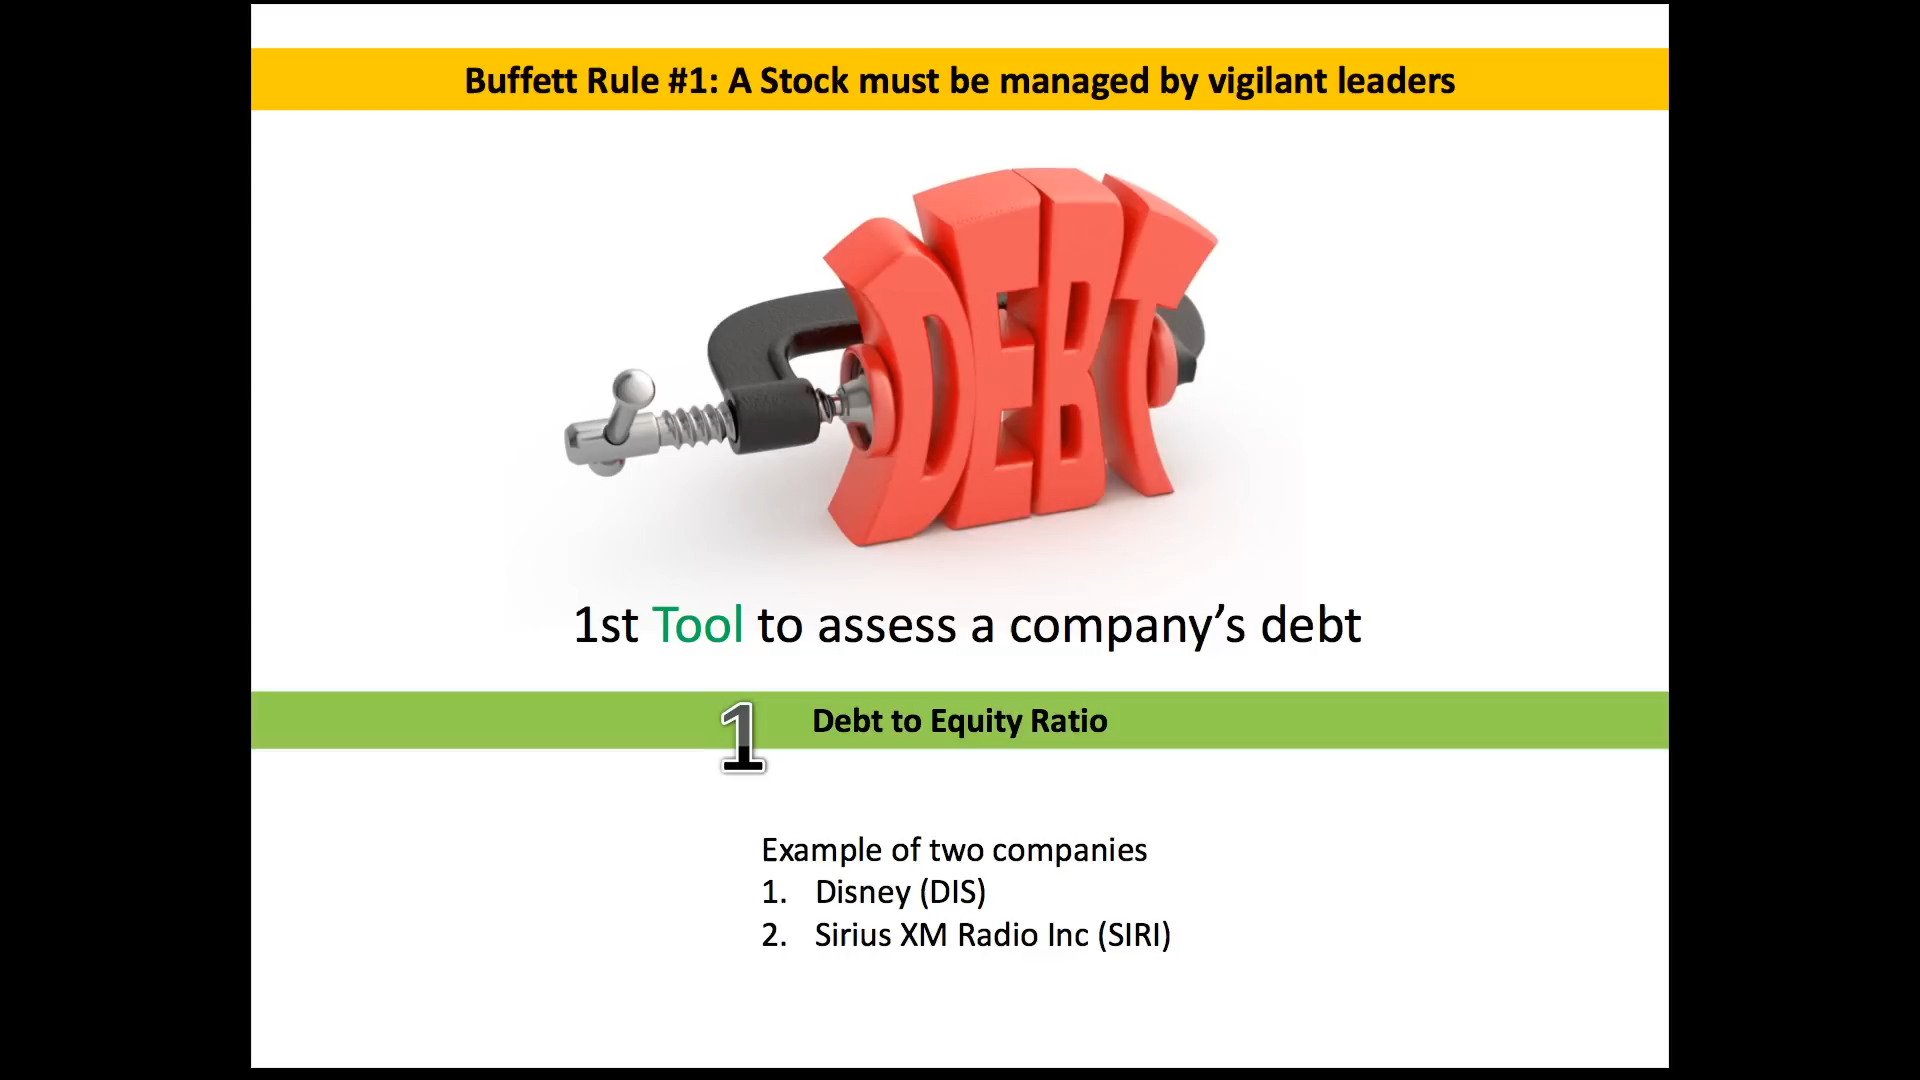 Buffett Rule #1: A Stock must be managed by vigilant leaders
DEBT
1st Tool to assess a company’s debt
1 Debt to Equity Ratio
Example of two companies
1. Disney (DIS)
2. Sirius XM Radio Inc (SIRI)